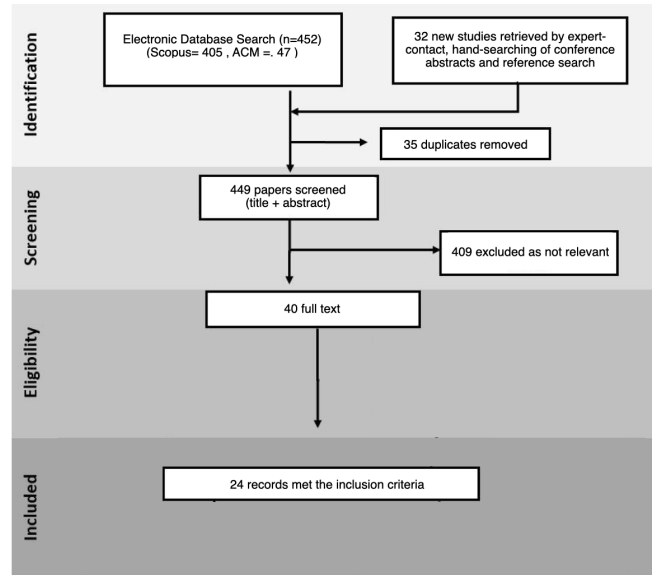 Identification
Electronic Database Search (n=452)
(Scopus= 405 , ACM =. 47 )
32 new studies retrieved by expert-
contact, hand-searching of conference
abstracts and reference search
35 duplicates removed
Screening
449 papers screened
(title + abstract)
409 excluded as not relevant
Eligibility
40 full text
Included
24 records met the inclusion criteria